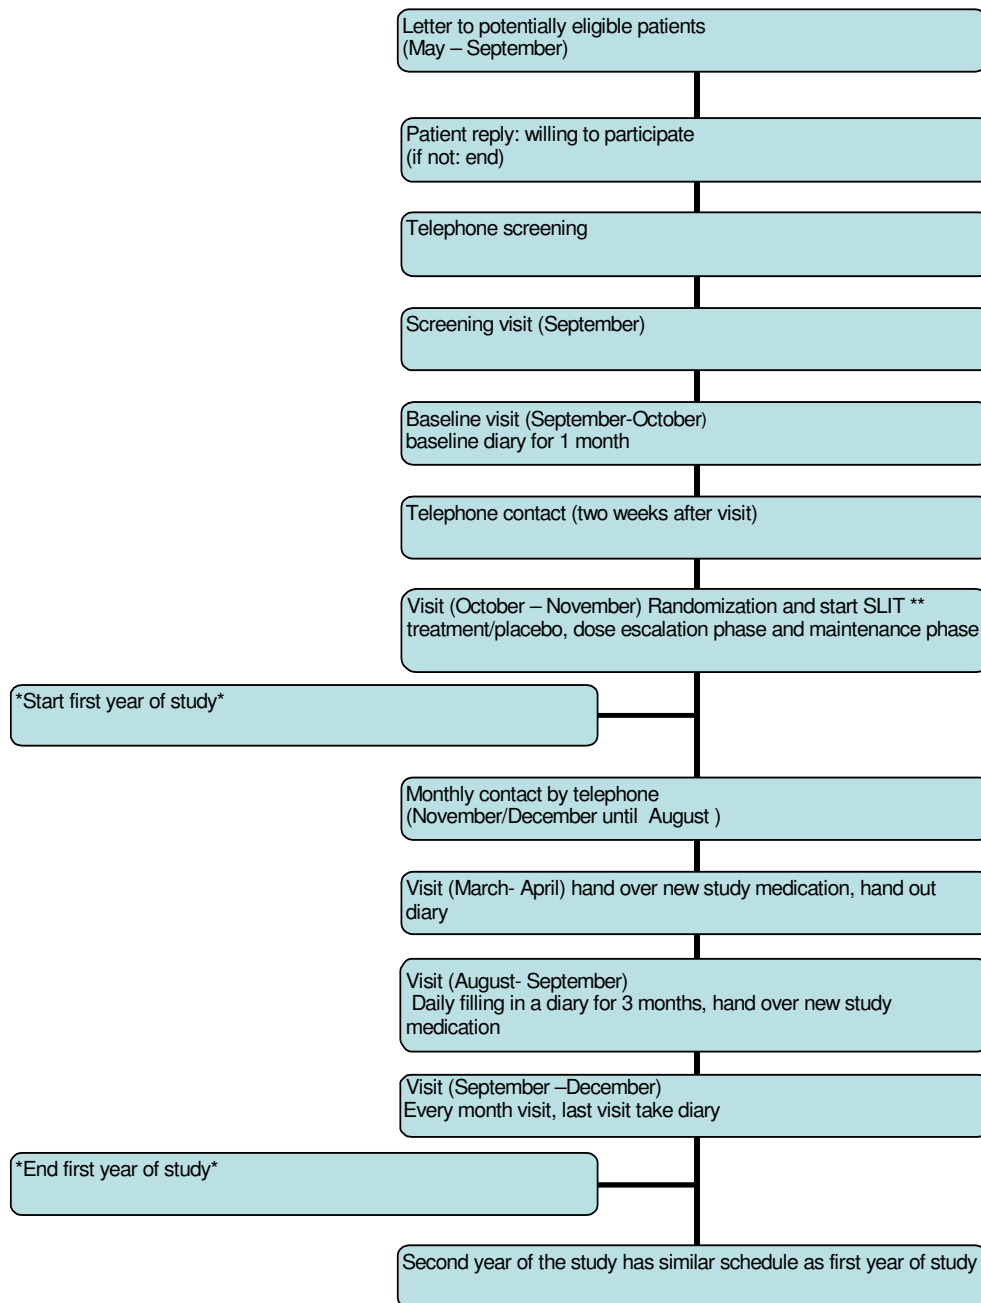 Letter to potentially eligible patients
(May – September)
Patient reply: willing to participate
(if not: end)
Telephone screening
Screening visit (September)
Baseline visit (September-October)
baseline diary for 1 month
Telephone contact (two weeks after visit)
Visit (October – November) Randomization and start SLIT **
treatment/placebo, dose escalation phase and maintenance phase
*Start first year of study*
Monthly contact by telephone
(November/December until August )
Visit (March- April) hand over new study medication, hand out
diary
Visit (August- September)
Daily filling in a diary for 3 months, hand over new study
medication
Visit (September –December)
Every month visit, last visit take diary
*End first year of study*
Second year of the study has similar schedule as first year of study